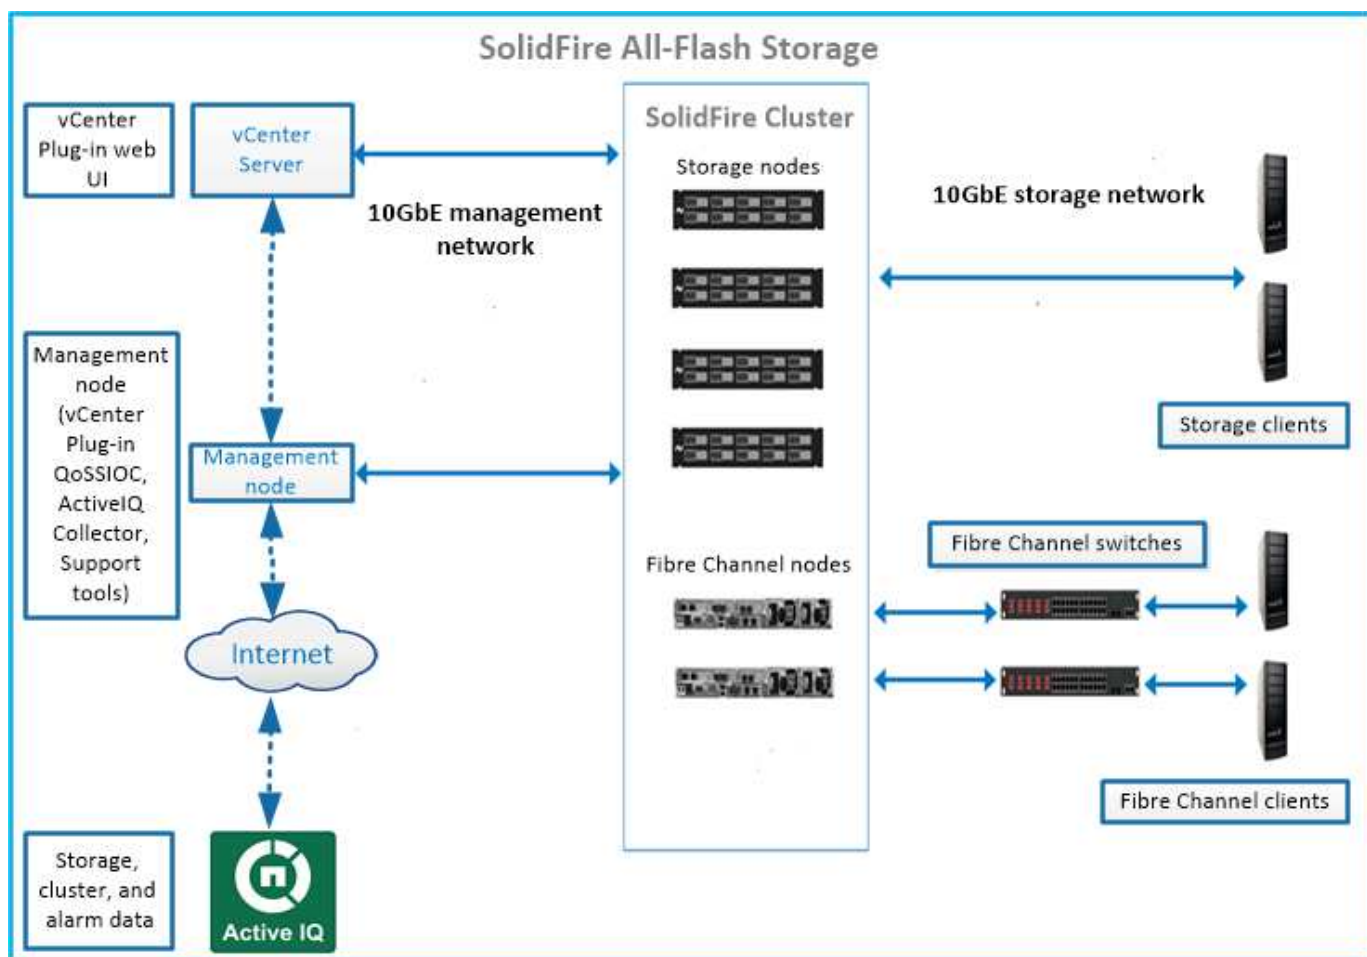 SolidFire All-Flash Storage
vCenter
Plug-in web
UI
vCenter
Server
10GbE management
network
SolidFire Cluster
Storage nodes
10GbE storage network
Storage clients
Management
node
(vCenter
Plug-in
QoSSIOC,
ActiveIQ
Collector,
Support
tools)
Management
node
Fibre Channel nodes
Fibre Channel switches
Fibre Channel clients
Internet
Storage,
cluster, and
alarm data
Active IQ